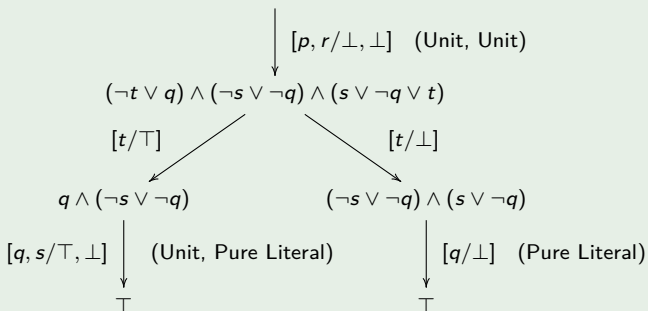 [p, r/⊥, ⊥] (Unit, Unit)
(¬t ∨ q) ∧ (¬s ∨ ¬q) ∧ (s ∨ ¬q ∨ t)
[t/⊤] [t/⊥]
q ∧ (¬s ∨ ¬q) (¬s ∨ ¬q) ∧ (s ∨ ¬q)
[q, s/⊤, ⊥] (Unit, Pure Literal) [q/⊥] (Pure Literal)
⊤ ⊤